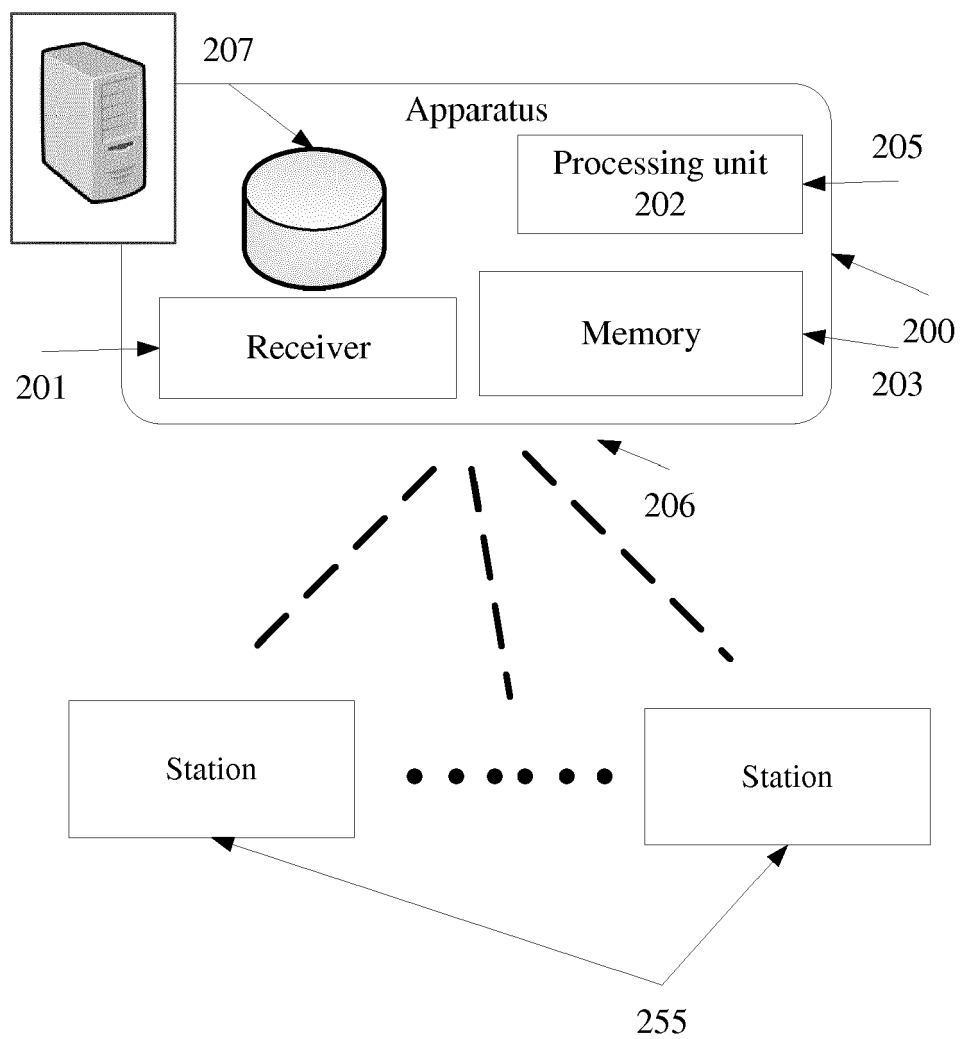 207
Apparatus
Processing unit
202
205
200
Receiver
Memory
201
203
206
Station
Station
255